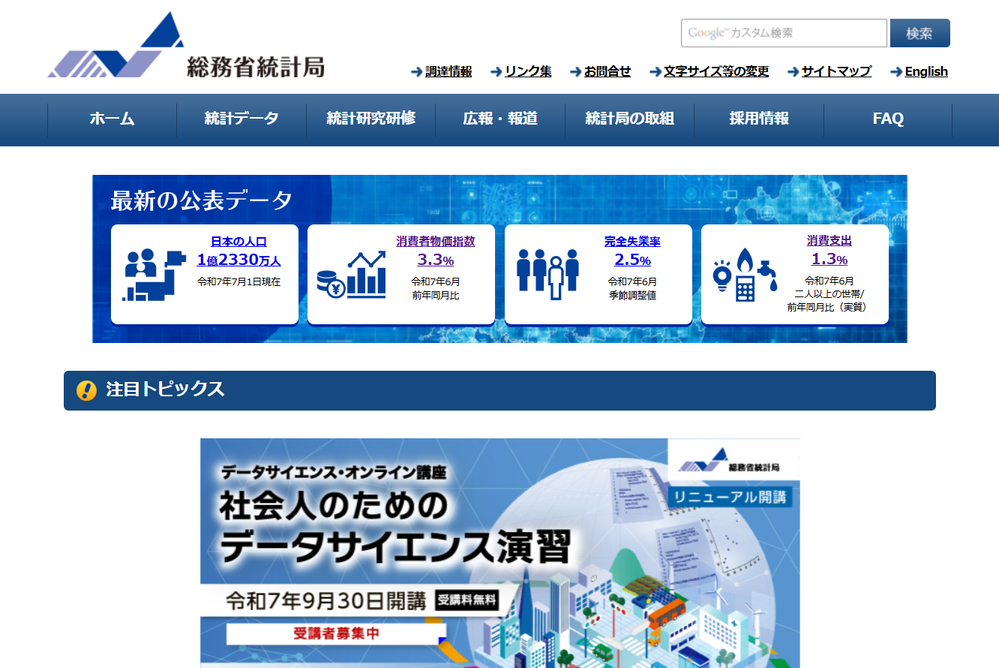 総務省統計局
Google™ カスタム検索
検索
調達情報
リンク集
お問合せ
文字サイズ等の変更
サイトマップ
English
ホーム
統計データ
統計研究研修
広報・報道
統計局の取組
採用情報
FAQ
最新の公表データ
日本の人口
1億2330万人
令和7年7月1日現在
消費者物価指数
3.3%
令和7年6月
前年同月比
完全失業率
2.5%
令和7年6月
季節調整値
消費支出
1.3%
令和7年6月
二人以上の世帯/
前年同月比（実質）
注目トピックス
総務省統計局
リニューアル開講
データサイエンス・オンライン講座
社会人のための
データサイエンス演習
令和7年9月30日開講
受講料無料
受講者募集中